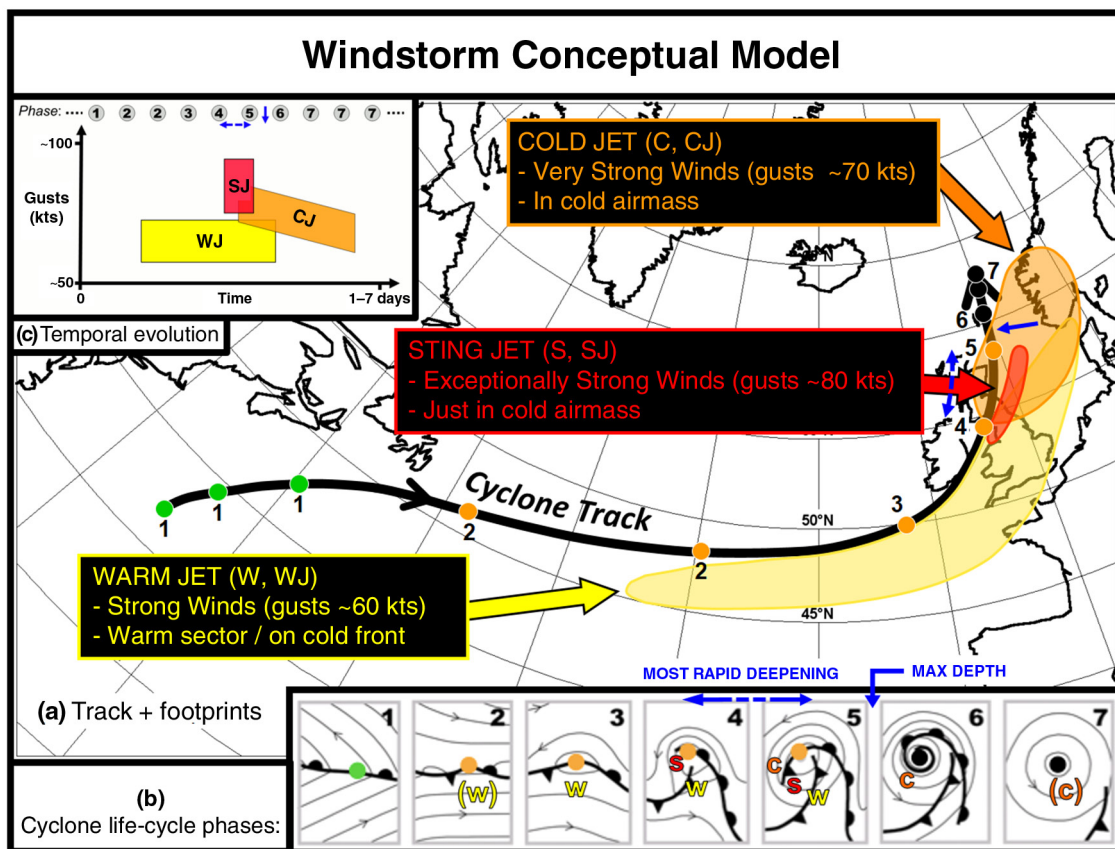 Windstorm Conceptual Model
Phase: ···· 1 2 2 3 4 5 6 7 7 7 ····
~100
Gusts
(kts)
~50
SJ
CJ
WJ
0
Time
1–7 days
(c) Temporal evolution
COLD JET (C, CJ)
- Very Strong Winds (gusts ~70 kts)
- In cold airmass
STING JET (S, SJ)
- Exceptionally Strong Winds (gusts ~80 kts)
- Just in cold airmass
7
6
5
4
3
2
2
1
1
1
Cyclone Track
50°N
45°N
WARM JET (W, WJ)
- Strong Winds (gusts ~60 kts)
- Warm sector / on cold front
MOST RAPID DEEPENING
MAX DEPTH
(a) Track + footprints
(b)
Cyclone life-cycle phases:
1
2
(W)
3
W
4
S
W
5
C
S
W
6
C
7
(C)